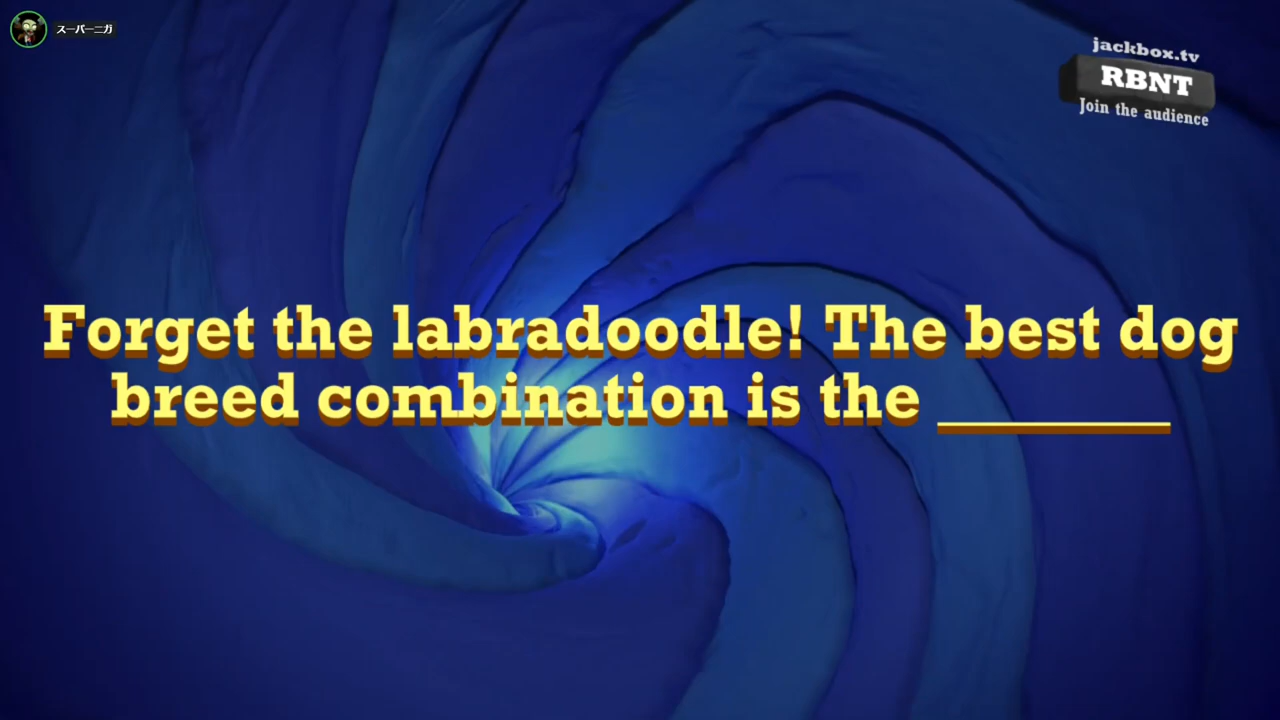 スーパーニガ
jackbox.tv
RBNT
Join the audience
Forget the labradoodle! The best dog
breed combination is the ________